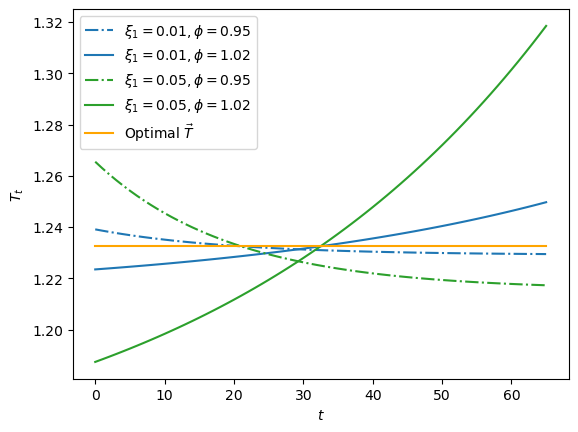 ξ₁ = 0.01, ϕ = 0.95
ξ₁ = 0.01, ϕ = 1.02
ξ₁ = 0.05, ϕ = 0.95
ξ₁ = 0.05, ϕ = 1.02
Optimal T⃗
1.32
1.30
1.28
1.26
1.24
1.22
1.20
Tₜ
0 10 20 30 40 50 60
t